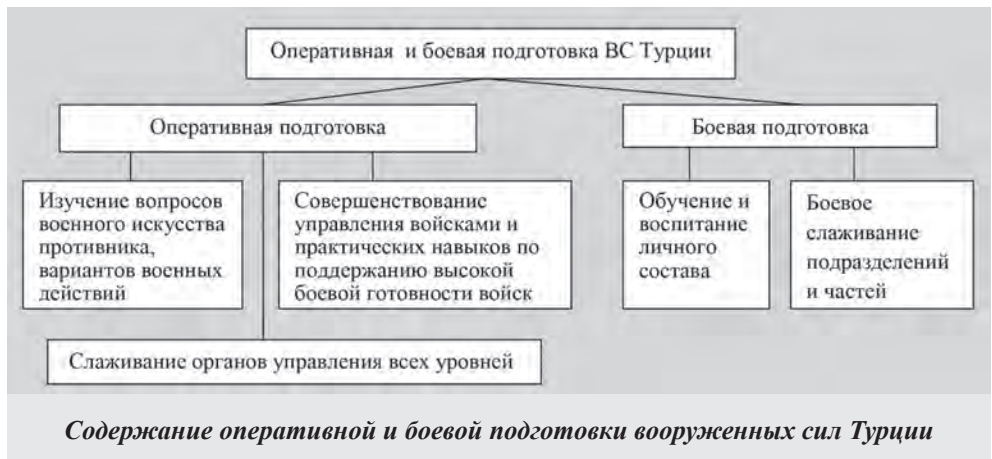 Оперативная и боевая подготовка ВС Турции
Оперативная подготовка
Боевая подготовка
Изучение вопросов
военного искусства
противника,
вариантов военных
действий
Совершенствование
управления войсками и
практических навыков по
поддержанию высокой
боевой готовности войск
Обучение и
воспитание
личного
состава
Боевое
слаживание
подразделений
и частей
Слаживание органов управления всех уровней
Содержание оперативной и боевой подготовки вооруженных сил Турции